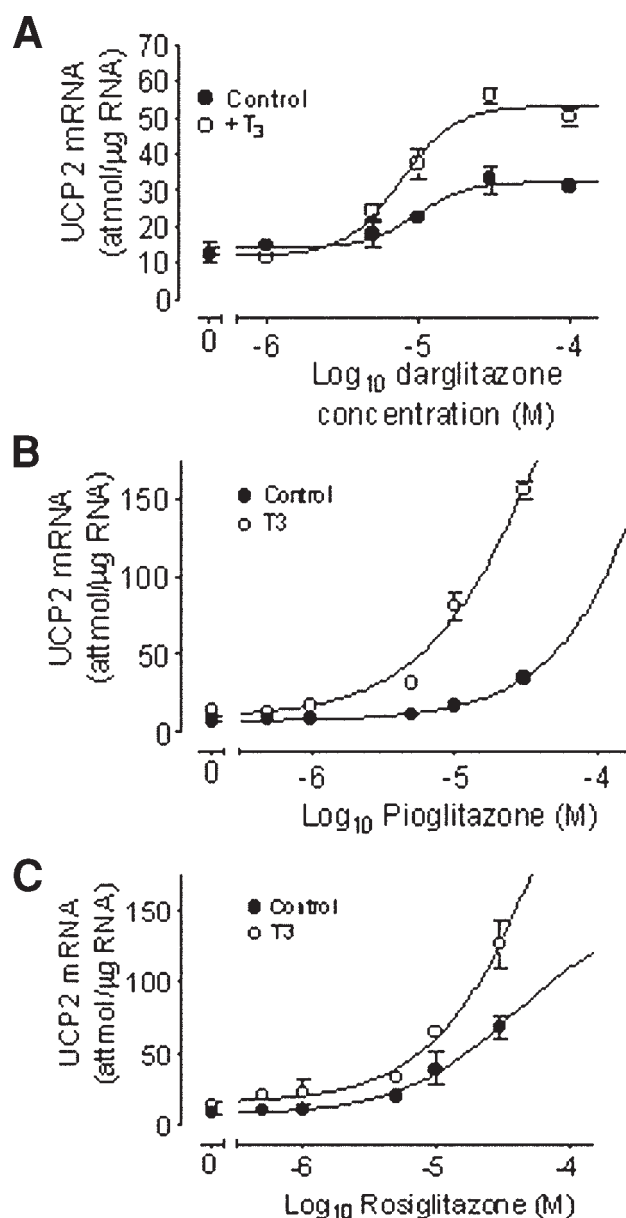 A
UCP2 mRNA
(atmol/µg RNA)
70
60
50
40
30
20
10
0
Control
+ T3
0
-6
-5
-4
Log10 darglitazone
concentration (M)
B
UCP2 mRNA
(attmol/µg RNA)
150
100
50
0
Control
T3
0
-6
-5
-4
Log10 Pioglitazone (M)
C
UCP2 mRNA
(attmol/µg RNA)
150
100
50
0
Control
T3
0
-6
-5
-4
Log10 Rosiglitazone (M)